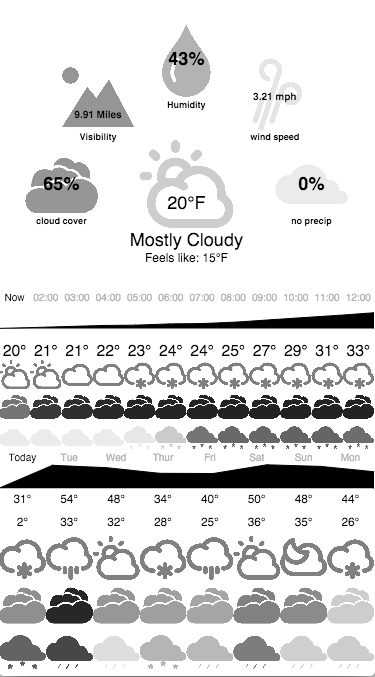 43%
Humidity
9.91 Miles
Visibility
3.21 mph
wind speed
65%
cloud cover
20°F
0%
no precip
Mostly Cloudy
Feels like: 15°F
Now 02:00 03:00 04:00 05:00 06:00 07:00 08:00 09:00 10:00 11:00 12:00
20° 21° 21° 22° 23° 24° 24° 25° 27° 29° 31° 33°
Today Tue Wed Thur Fri Sat Sun Mon
31° 54° 48° 34° 40° 50° 48° 44°
2° 33° 32° 28° 25° 36° 35° 26°